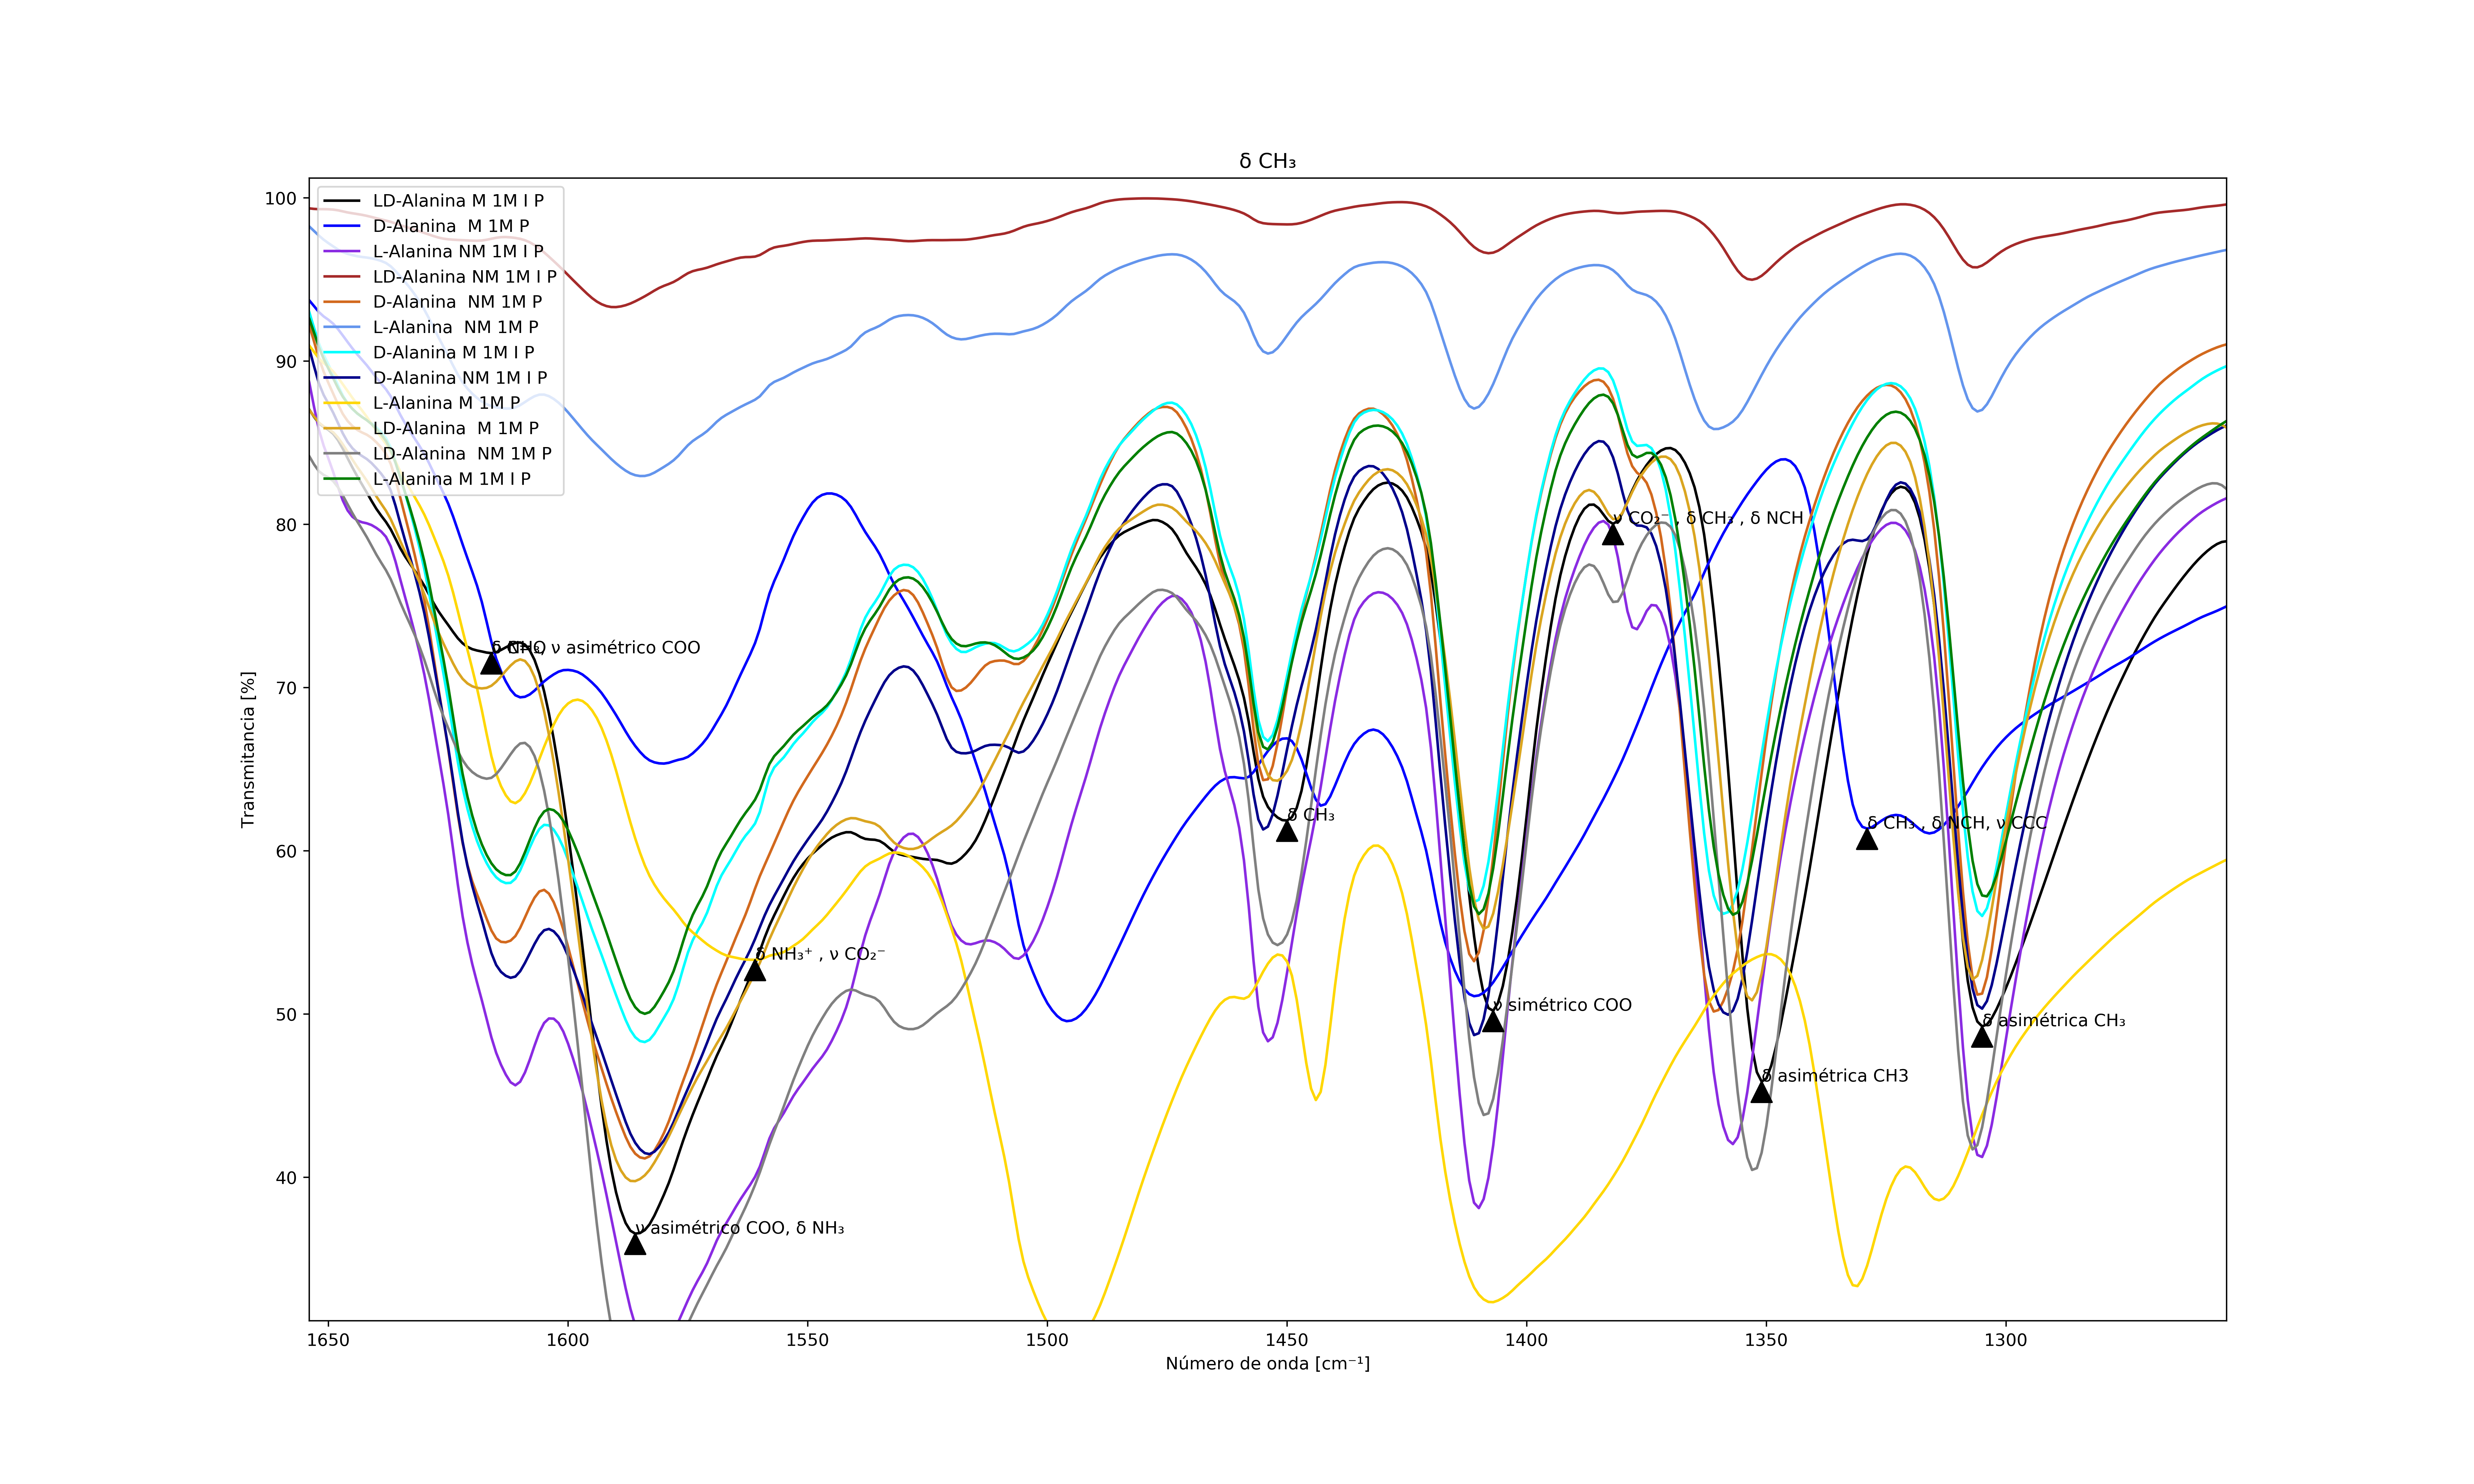 δ CH₃
LD-Alanina M 1M I P
D-Alanina  M 1M P
L-Alanina NM 1M I P
LD-Alanina NM 1M I P
D-Alanina  NM 1M P
L-Alanina  NM 1M P
D-Alanina M 1M I P
D-Alanina NM 1M I P
L-Alanina M 1M P
LD-Alanina  M 1M P
LD-Alanina  NM 1M P
L-Alanina M 1M I P
100
90
80
70
60
50
40
Transmitancia [%]
ν CO₂⁻ , δ CH₃ , δ NCH
ν asimétrico COO
δ CH₃
δ CH₃ , δ NCH, ν CCC
δ NH₃⁺ , ν CO₂⁻
ν simétrico COO
δ asimétrica CH₃
δ asimétrica CH3
ν asimétrico COO, δ NH₃
1650
1600
1550
1500
1450
1400
1350
1300
Número de onda [cm⁻¹]